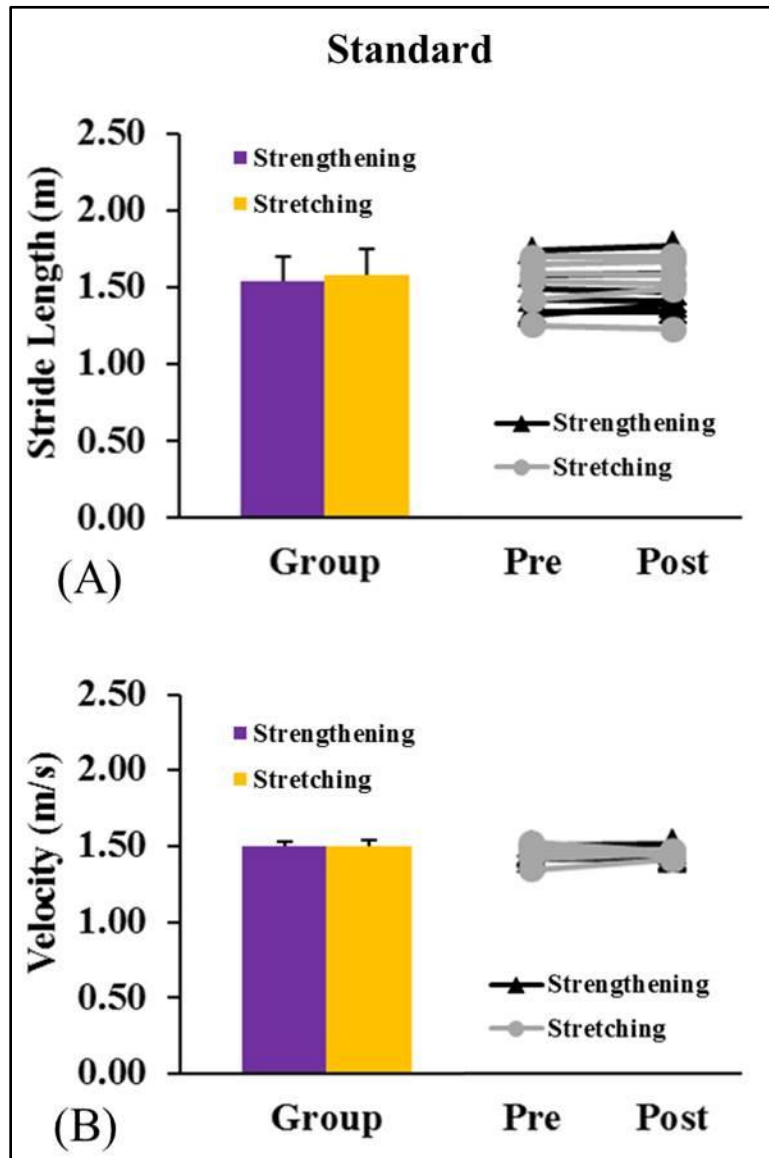 Standard
Stride Length (m)
2.50
2.00
1.50
1.00
0.50
0.00
Strengthening
Stretching
Strengthening
Stretching
Group Pre Post
(A)
Velocity (m/s)
2.50
2.00
1.50
1.00
0.50
0.00
Strengthening
Stretching
Strengthening
Stretching
Group Pre Post
(B)